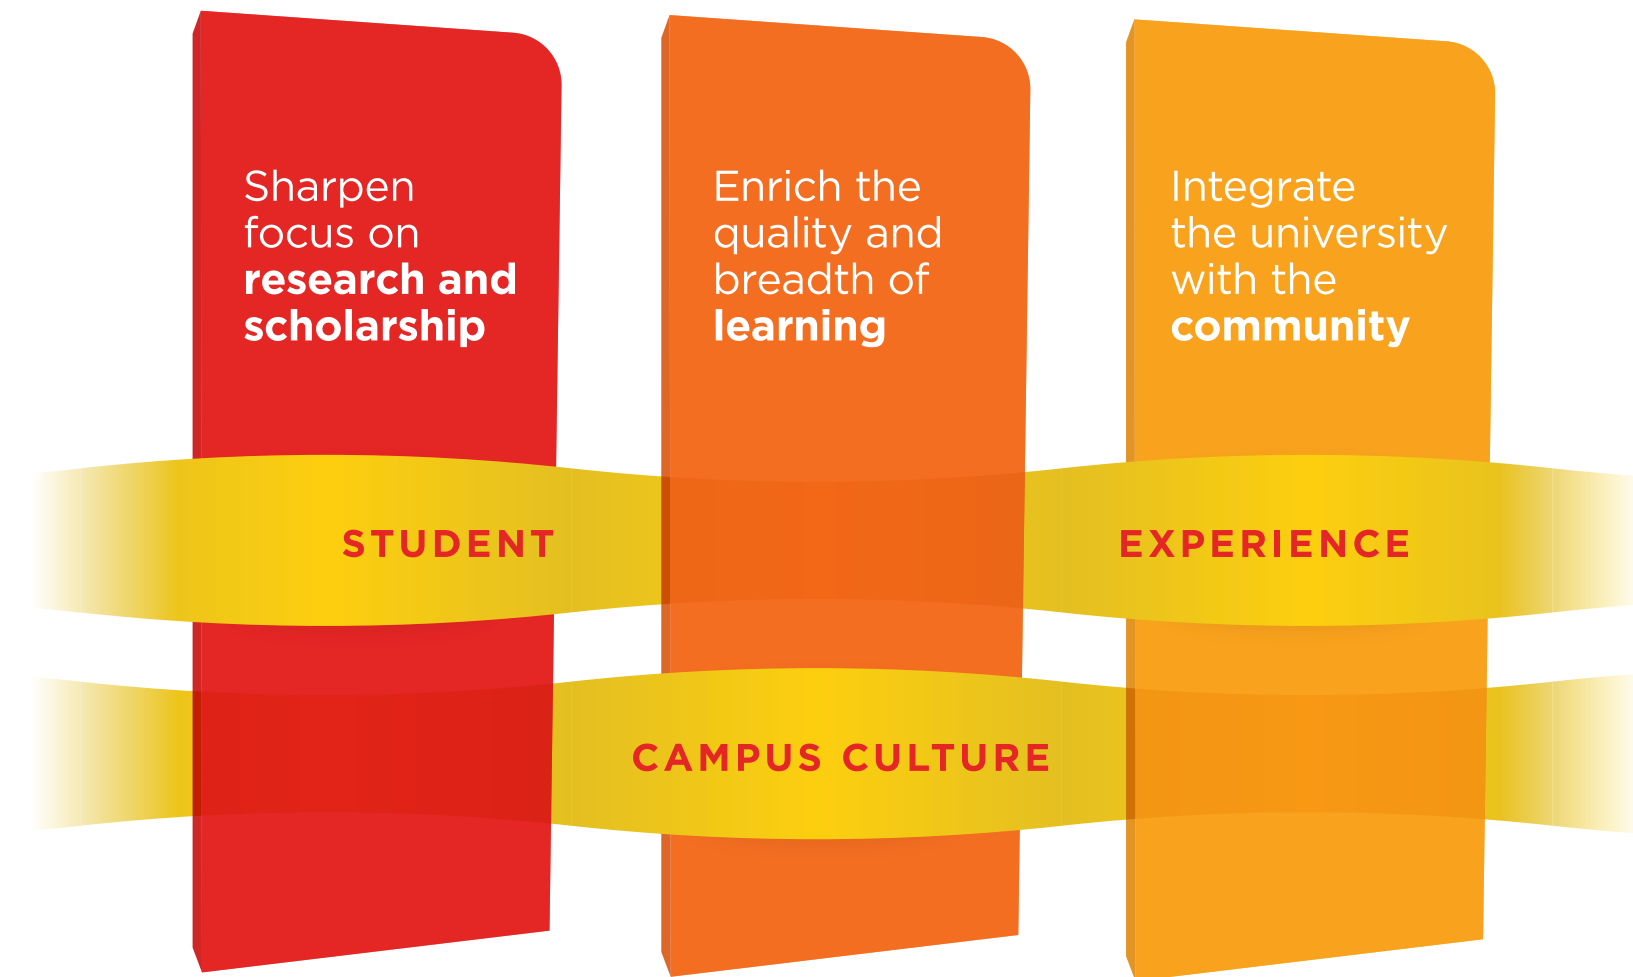 Sharpen
focus on
research and
scholarship
Enrich the
quality and
breadth of
learning
Integrate
the university
with the
community
STUDENT EXPERIENCE
CAMPUS CULTURE